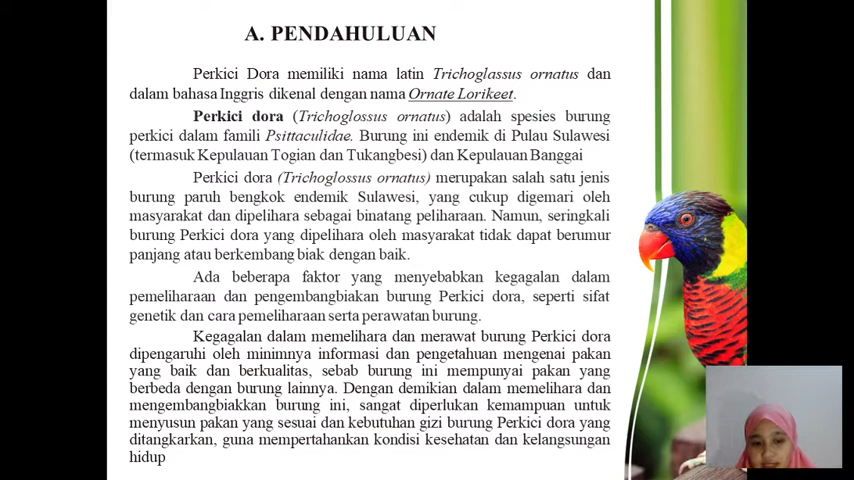 A. PENDAHULUAN
Perkici Dora memiliki nama latin Trichoglassus ornatus dan
dalam bahasa Inggris dikenal dengan nama Ornate Lorikeet.
Perkici dora (Trichoglossus ornatus) adalah spesies burung
perkici dalam famili Psittaculidae. Burung ini endemik di Pulau Sulawesi
(termasuk Kepulauan Togian dan Tukangbesi) dan Kepulauan Banggai
Perkici dora (Trichoglossus ornatus) merupakan salah satu jenis
burung paruh bengkok endemik Sulawesi, yang cukup digemari oleh
masyarakat dan dipelihara sebagai binatang peliharaan. Namun, seringkali
burung Perkici dora yang dipelihara oleh masyarakat tidak dapat berumur
panjang atau berkembang biak dengan baik.
Ada beberapa faktor yang menyebabkan kegagalan dalam
pemeliharaan dan pengembangbiakan burung Perkici dora, seperti sifat
genetik dan cara pemeliharaan serta perawatan burung.
Kegagalan dalam memelihara dan merawat burung Perkici dora
dipengaruhi oleh minimnya informasi dan pengetahuan mengenai pakan
yang baik dan berkualitas, sebab burung ini mempunyai pakan yang
berbeda dengan burung lainnya. Dengan demikian dalam memelihara dan
mengembangbiakkan burung ini, sangat diperlukan kemampuan untuk
menyusun pakan yang sesuai dan kebutuhan gizi burung Perkici dora yang
ditangkarkan, guna mempertahankan kondisi kesehatan dan kelangsungan
hidup